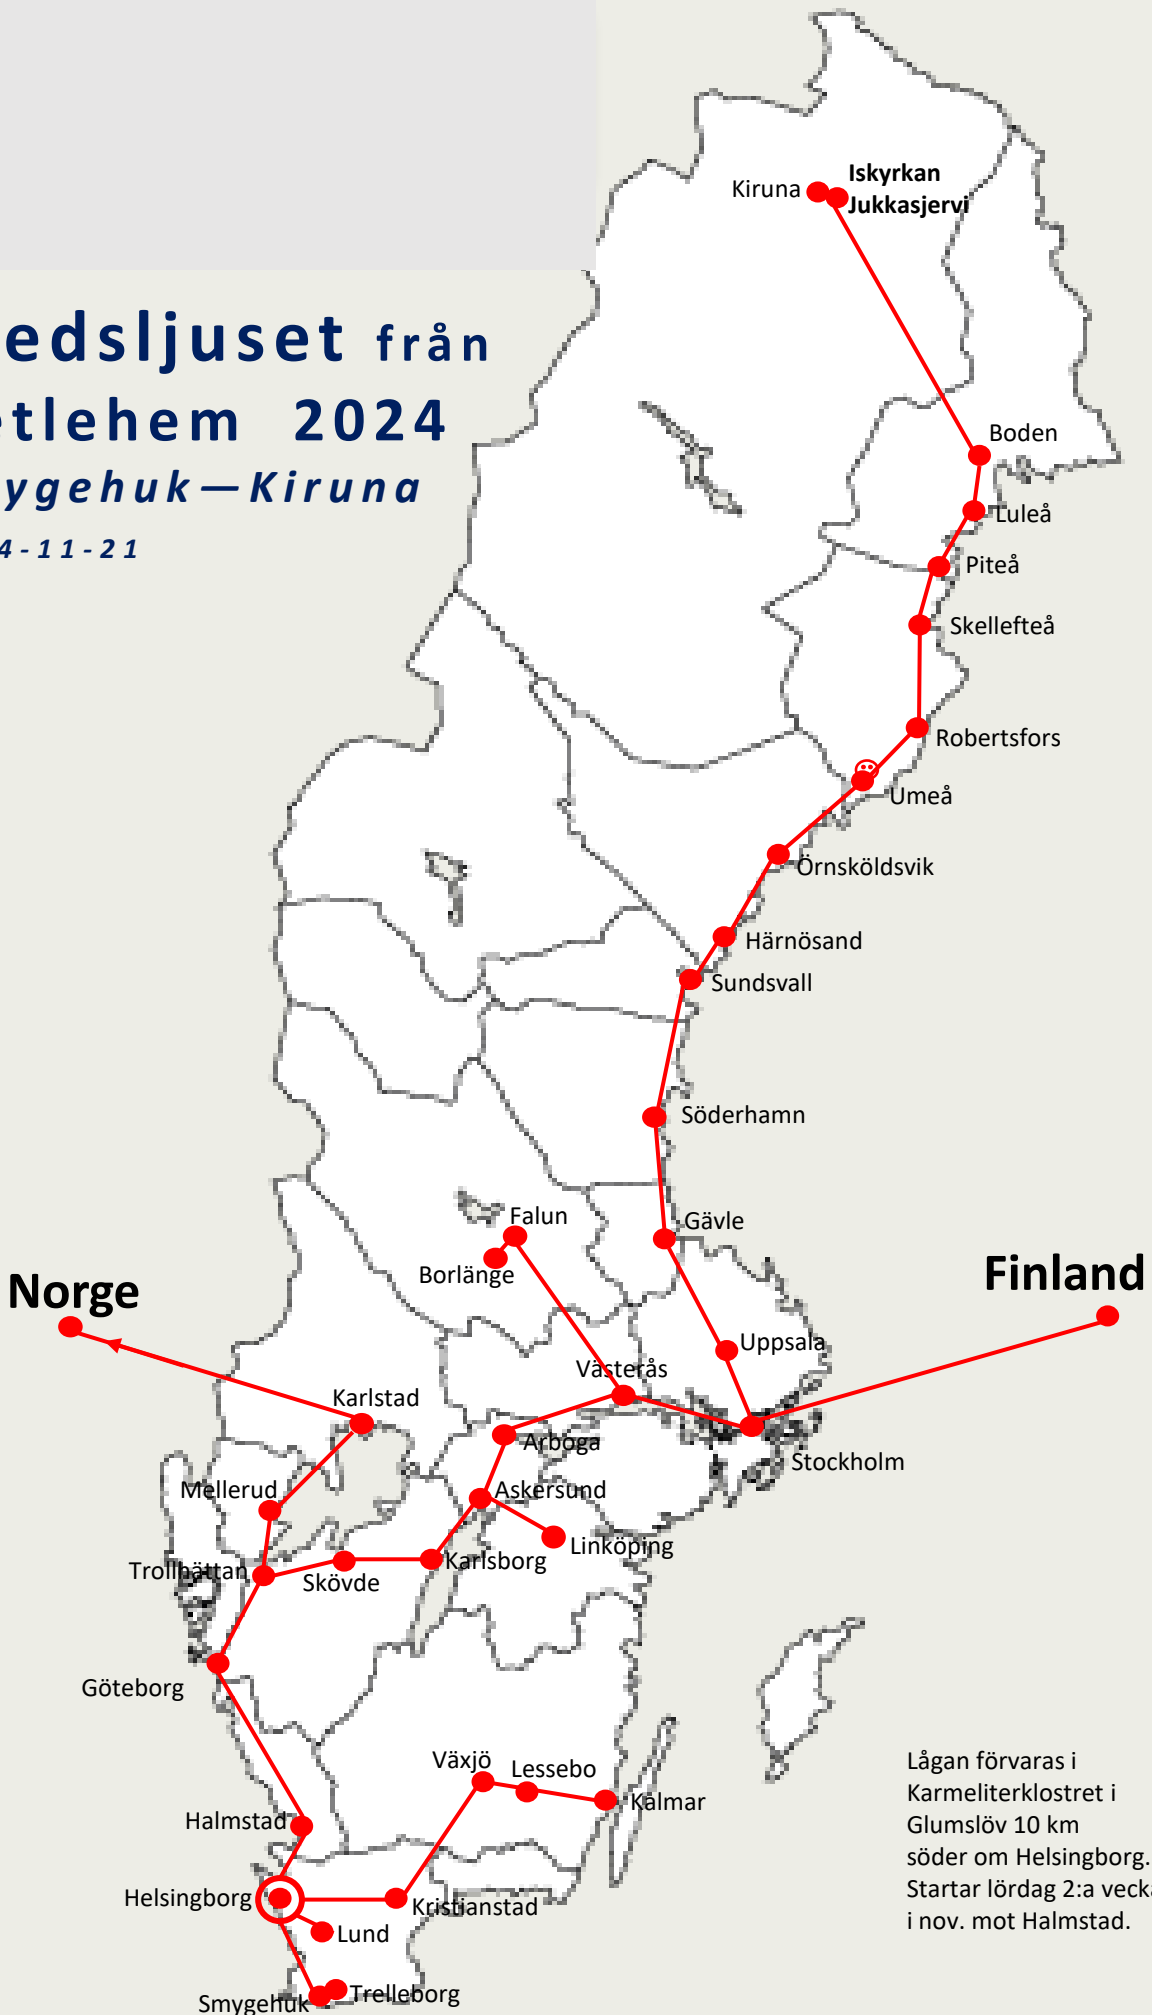 edsljuset från
etlehem 2024
ygehuk—Kiruna
4-11-21
Kiruna
Iskyrkan
Jukkasjervi
Boden
Luleå
Piteå
Skellefteå
Robertsfors
Umeå
Örnsköldsvik
Härnösand
Sundsvall
Söderhamn
Falun
Gävle
Borlänge
Norge
Finland
Uppsala
Västerås
Karlstad
Arboga
Stockholm
Mellerud
Askersund
Linköping
Karlsborg
Trollhättan
Skövde
Göteborg
Växjö
Lessebo
Kalmar
Halmstad
Helsingborg
Kristianstad
Lund
Trelleborg
Smygehuk
Lågan förvaras i
Karmeliterklostret i
Glumslöv 10 km
söder om Helsingborg.
Startar lördag 2:a vecka
i nov. mot Halmstad.